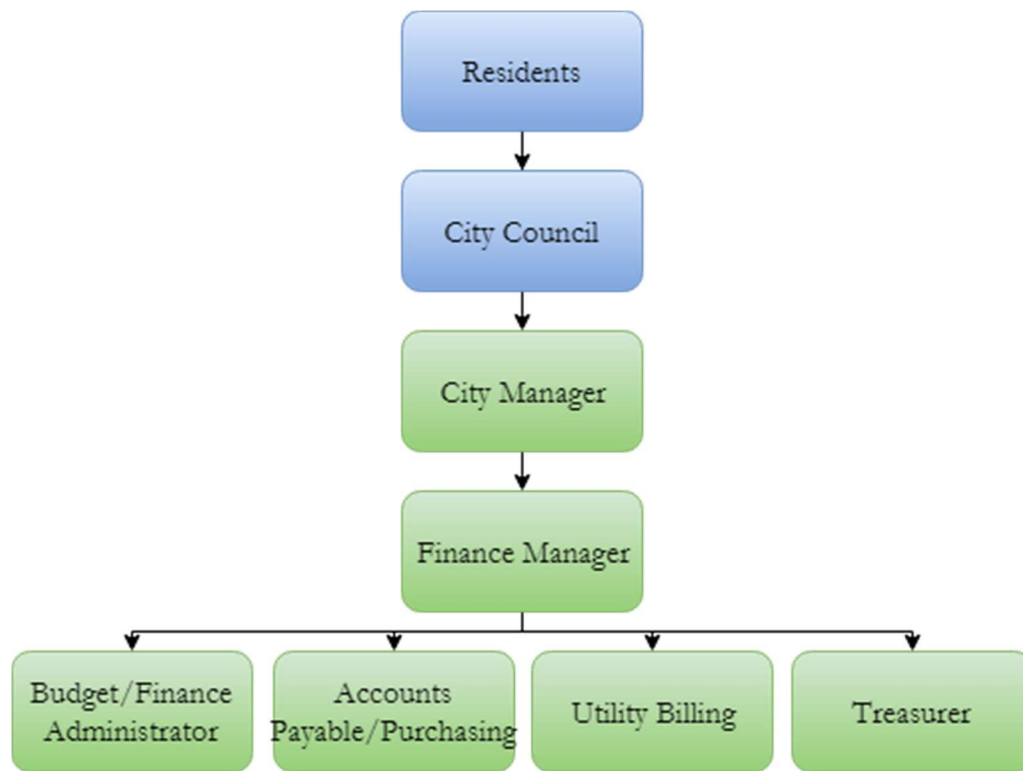 Residents
City Council
City Manager
Finance Manager
Budget/Finance
Administrator
Accounts
Payable/Purchasing
Utility Billing
Treasurer